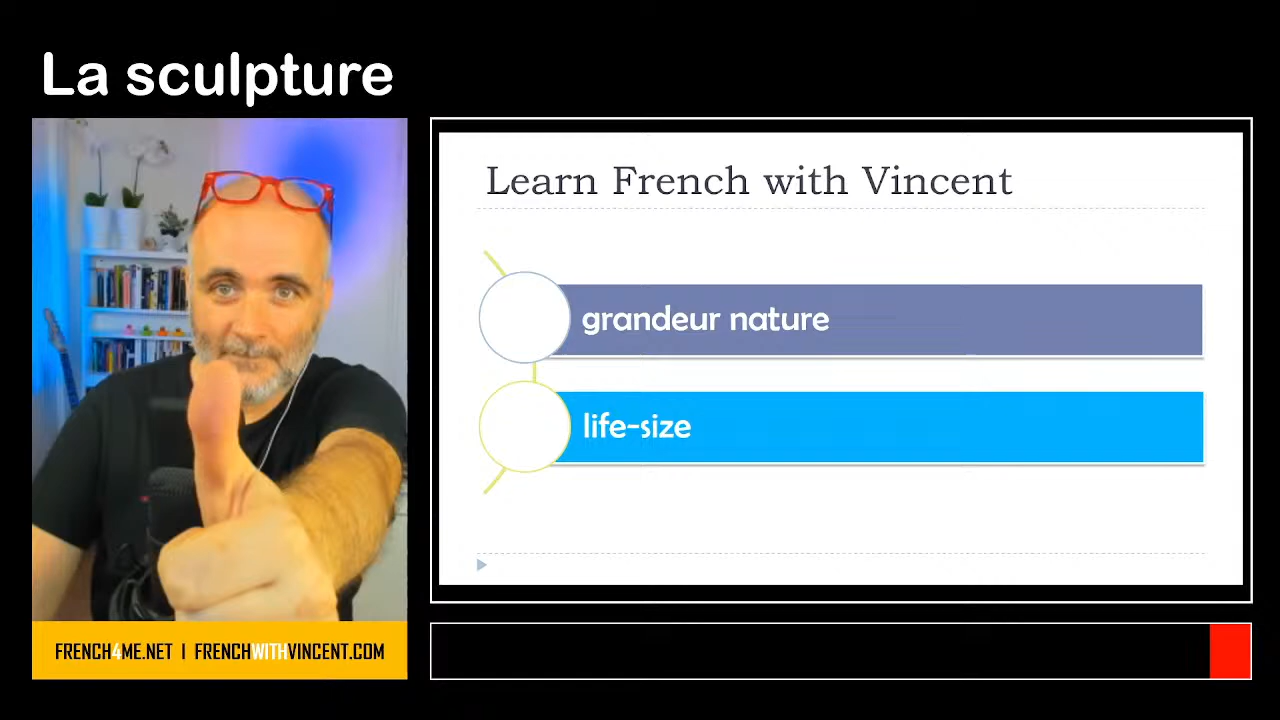 La sculpture
Learn French with Vincent
grandeur nature
life-size
FRENCH4ME.NET I FRENCHWITHVINCENT.COM